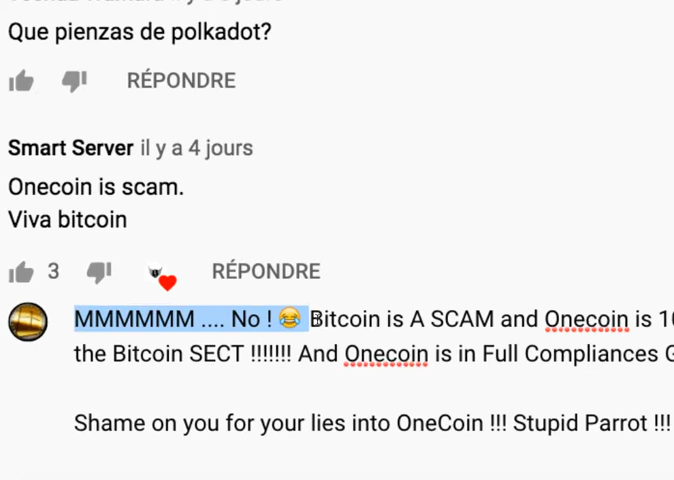 Que pienzas de polkadot?
RÉPONDRE
Smart Server il y a 4 jours
Onecoin is scam.
Viva bitcoin
3 RÉPONDRE
MMMMMM .... No ! 😂 Bitcoin is A SCAM and Onecoin is
the Bitcoin SECT !!!!!!! And Onecoin is in Full Compliances
Shame on you for your lies into OneCoin !!! Stupid Parrot !!!